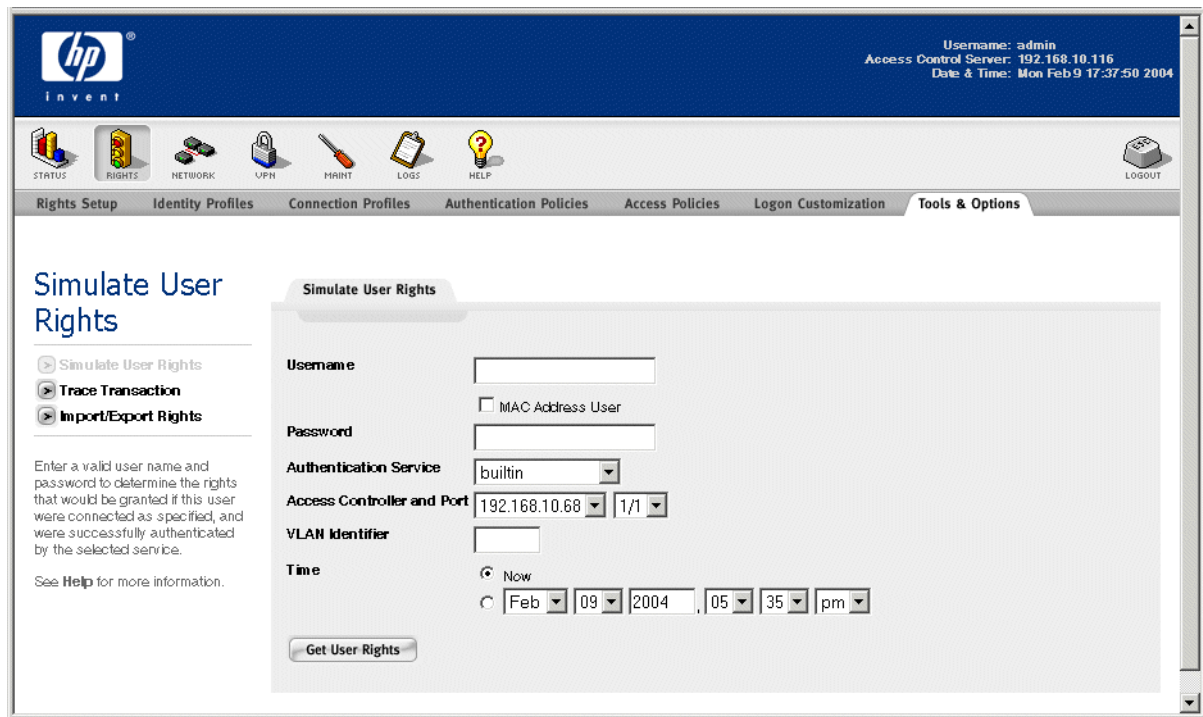 hp ®
invent
Username: admin
Access Control Server: 192.168.10.116
Date & Time: Mon Feb 9 17:37:50 2004
STATUS RIGHTS NETWORK VPN MAINT LOGS HELP LOGOUT
Rights Setup Identity Profiles Connection Profiles Authentication Policies Access Policies Logon Customization Tools & Options
Simulate User
Rights
Simulate User Rights
Trace Transaction
Import/Export Rights
Enter a valid user name and
password to determine the rights
that would be granted if this user
were connected as specified, and
were successfully authenticated
by the selected service.
See Help for more information.
Simulate User Rights
Username
MAC Address User
Password
Authentication Service builtin
Access Controller and Port 192.168.10.68 1/1
VLAN Identifier
Time Now
Feb 09 2004 , 05 35 pm
Get User Rights